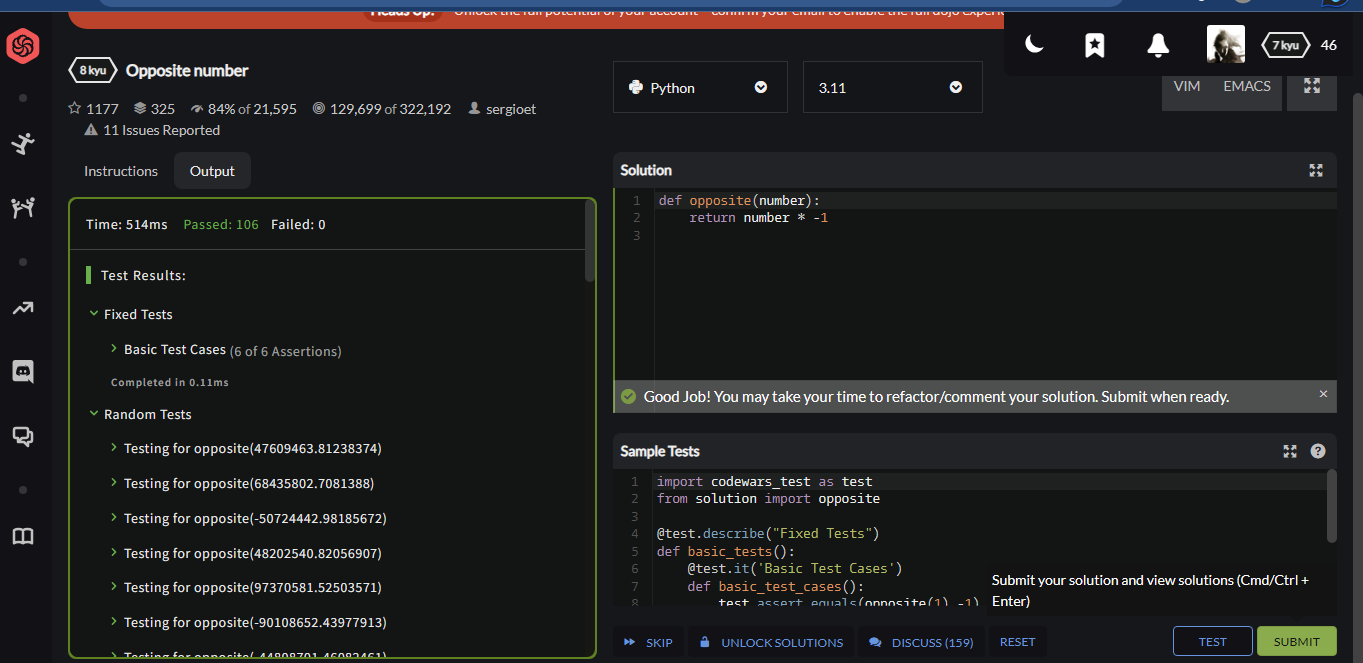 Heads Up! Unlock the full potential of your account - confirm your email to enable the full dojo
8 kyu Opposite number
1177 325 84% of 21,595 129,699 of 322,192 sergioet
11 Issues Reported
Instructions Output
Time: 514ms Passed: 106 Failed: 0
Test Results:
Fixed Tests
Basic Test Cases (6 of 6 Assertions)
Completed in 0.11ms
Random Tests
Testing for opposite(47609463.81238374)
Testing for opposite(68435802.7081388)
Testing for opposite(-50724442.98185672)
Testing for opposite(48202540.82056907)
Testing for opposite(97370581.52503571)
Testing for opposite(-90108652.43977913)
Testing for
7 kyu 46
Python 3.11 VIM EMACS
Solution
1 def opposite(number):
2 return number * -1
3
Good Job! You may take your time to refactor/comment your solution. Submit when ready. ×
Sample Tests ?
1 import codewars_test as test
2 from solution import opposite
3
4 @test.describe("Fixed Tests")
5 def basic_tests():
6 @test.it('Basic Test Cases')
7 def basic_test_cases():
8 test.assert_equals(opposite(1), -1)
Submit your solution and view solutions (Cmd/Ctrl +
Enter)
SKIP UNLOCK SOLUTIONS DISCUSS (159) RESET TEST SUBMIT